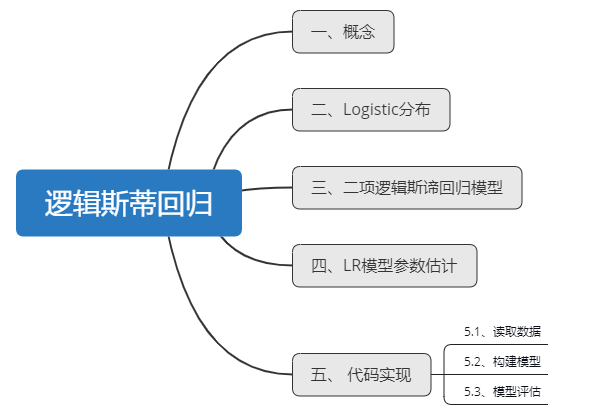 逻辑斯蒂回归
一、概念
二、Logistic分布
三、二项逻辑斯谛回归模型
四、LR模型参数估计
五、 代码实现
5.1、读取数据
5.2、构建模型
5.3、模型评估